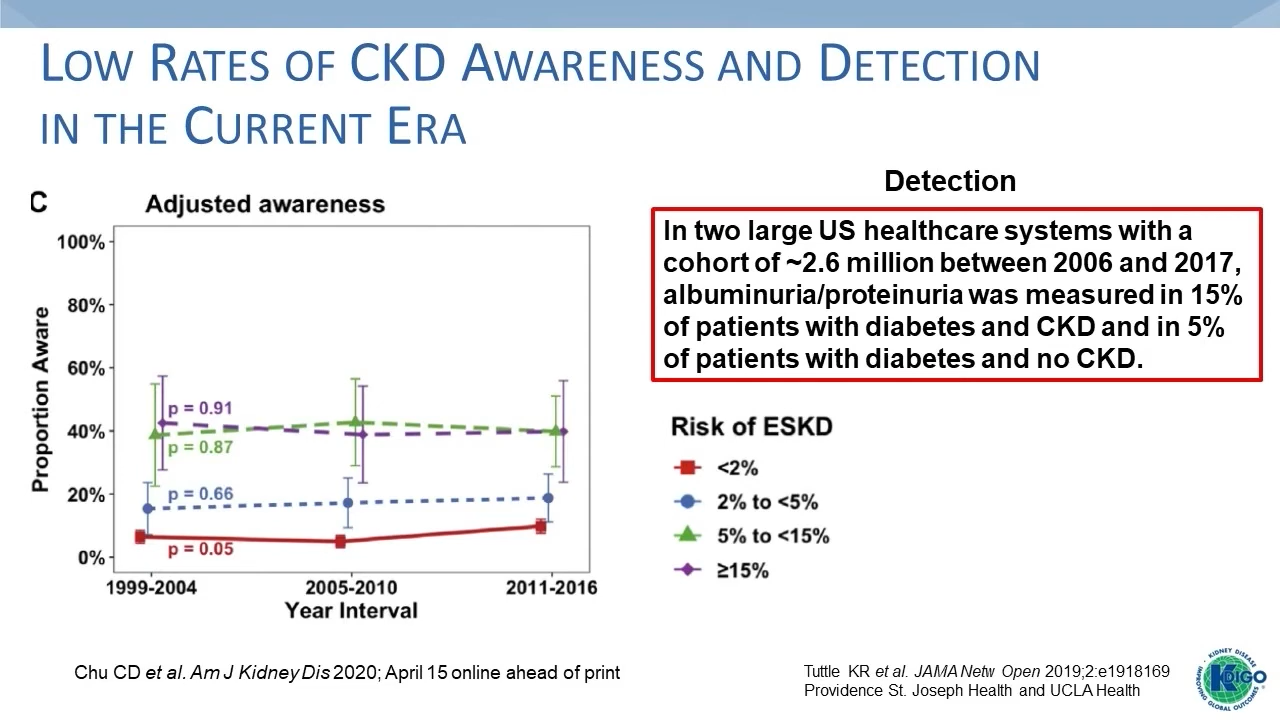 LOW RATES OF CKD AWARENESS AND DETECTION
IN THE CURRENT ERA
C Adjusted awareness
100%
80%
60%
40%
20%
0%
Proportion Aware
p = 0.91
p = 0.87
p = 0.66
p = 0.05
1999-2004 2005-2010 2011-2016
Year Interval
Detection
In two large US healthcare systems with a
cohort of ~2.6 million between 2006 and 2017,
albuminuria/proteinuria was measured in 15%
of patients with diabetes and CKD and in 5%
of patients with diabetes and no CKD.
Risk of ESKD
<2%
2% to <5%
5% to <15%
≥15%
Chu CD et al. Am J Kidney Dis 2020; April 15 online ahead of print
Tuttle KR et al. JAMA Netw Open 2019;2:e1918169
Providence St. Joseph Health and UCLA Health
KIDNEY DISEASE
KDIGO
IMPROVING GLOBAL OUTCOMES